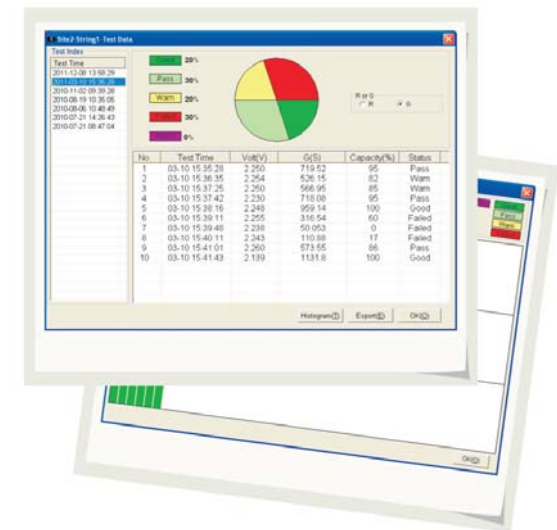 Site2-String1-Test Data
Test Index
Test Time
2011-12-08 13:58:29
2011-03-10 15:35:28
2010-11-02 09:39:28
2010-08-19 10:35:05
2010-08-06 10:48:49
2010-07-21 14:26:43
2010-07-21 08:47:04
Good 20%
Pass 30%
Warn 20%
Failed 30%
0%
R or G
R G
No Test Time Volt(V) G(S) Capacity(%) Status
1 03-10 15:35:28 2.250 719.52 95 Pass
2 03-10 15:36:35 2.254 526.15 82 Warn
3 03-10 15:37:25 2.250 566.95 85 Warn
4 03-10 15:37:42 2.230 718.08 95 Pass
5 03-10 15:38:16 2.248 959.14 100 Good
6 03-10 15:39:11 2.255 316.54 60 Failed
7 03-10 15:39:48 2.238 50.053 0 Failed
8 03-10 15:40:11 2.243 110.88 17 Failed
9 03-10 15:41:01 2.260 573.55 86 Pass
10 03-10 15:41:43 2.139 1131.8 100 Good
Histogram(T) Export(E) OK(O)
Pass
Warn
OK(O)